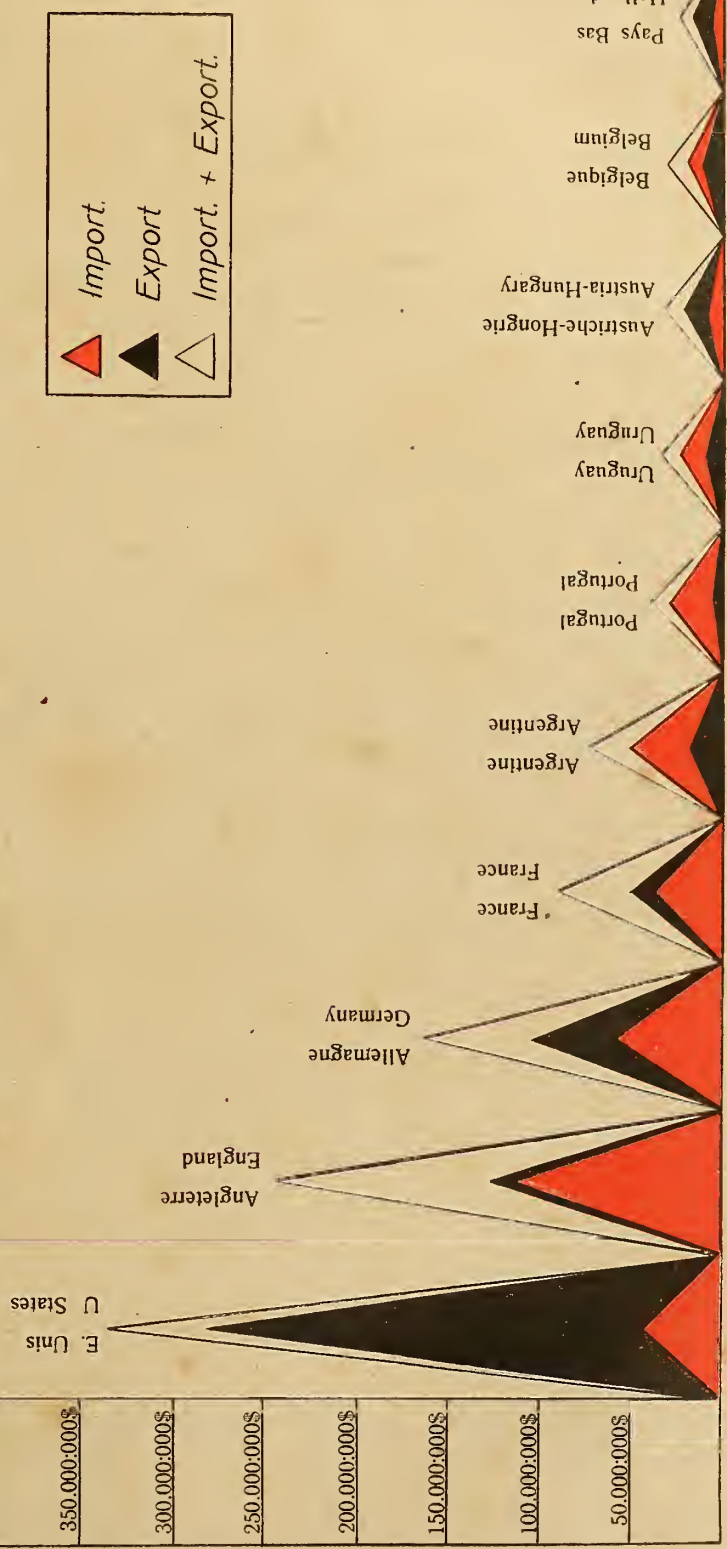 Import.
Export
Import. + Export.
350.000:000$
300.000:000$
250.000:000$
200.000:000$
150.000:000$
100.000:000$
50.000:000$
E. Unis
U States
Angleterre
England
Allemagne
Germany
France
France
Argentine
Argentine
Portugal
Portugal
Uruguay
Uruguay
Austriche-Hongrie
Austria-Hungary
Belgique
Belgium
Pays Bas